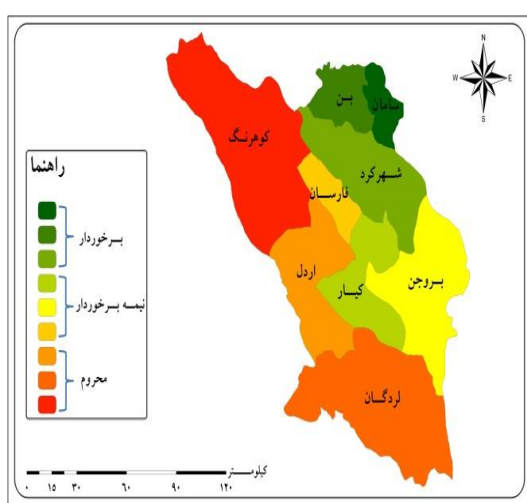 N
W E
S
سامان
بن
کوهرنگ
شهرکرد
فارسان
راهنما
برخوردار
نیمه برخوردار
محروم
اردل
کیار
بروجن
لردگان
کیلومتر
۰ ۱۵ ۳۰ ۶۰ ۹۰ ۱۲۰